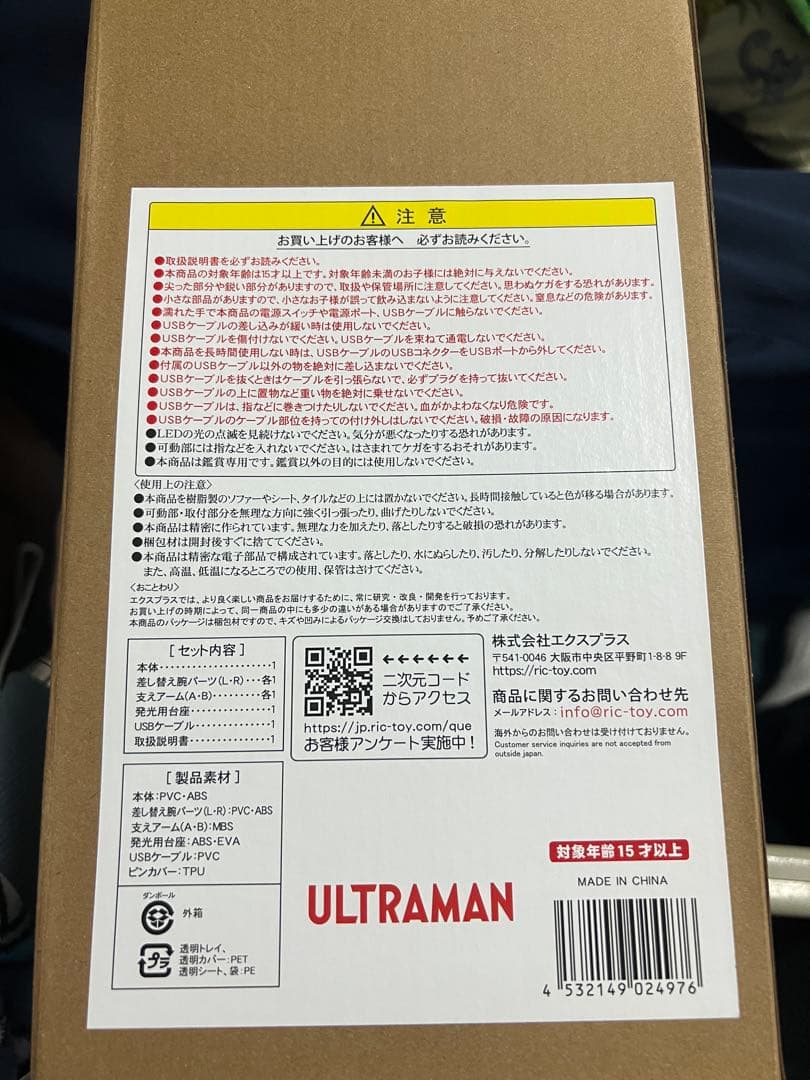 ⚠ 注意
お買い上げのお客様へ 必ずお読みください。
●取扱説明書を必ずお読みください。
●本商品の対象年齢は15才以上です。対象年齢未満のお子様には絶対に与えないでください。
●尖った部分や鋭い部分がありますので、取扱や保管場所に注意してください。思わぬケガをする恐れがあります。
●小さな部品がありますので、小さなお子様が誤って飲み込まないように注意してください。窒息などの危険があります。
●濡れた手で本商品の電源スイッチや電源ポート、USBケーブルに触らないでください。
●USBケーブルの差し込みが緩い時は使用しないでください。
●USBケーブルを傷付けないでください。USBケーブルを束ねて通電しないでください。
●本商品を長時間使用しない時は、USBケーブルのUSBコネクターをUSBポートから外してください。
●付属のUSBケーブル以外の物を絶対に差し込まないでください。
●USBケーブルを抜くときはケーブルを引っ張らないで、必ずプラグを持って抜いてください。
●USBケーブルの上に置物など重い物を絶対に乗せないでください。
●USBケーブルは、指などに巻きつけたりしないでください。血がかよわなくなり危険です。
●USBケーブルのケーブル部位を持っての付け外しはしないでください。破損・故障の原因になります。
●LEDの光の点滅を見続けないでください。気分が悪くなったりする恐れがあります。
●可動部には指などを入れないでください。はさまれてケガをするおそれがあります。
●本商品は鑑賞専用です。鑑賞以外の目的には使用しないでください。
〈使用上の注意〉
●本商品を樹脂製のソファーやシート、タイルなどの上には置かないでください。長時間接触していると色が移る場合があります。
●可動部・取付部分を無理な方向に強く引っ張ったり、曲げたりしないでください。
●本商品は精密に作られています。無理な力を加えたり、落としたりすると破損の恐れがあります。
●梱包材は開封後すぐに捨ててください。
●本商品は精密な電子部品で構成されています。落としたり、水にぬらしたり、汚したり、分解したりしないでください。
また、高温、低温になるところでの使用、保管はさけてください。
〈おことわり〉
エクスプラスでは、より良く楽しい商品をお届けするために、常に研究・改良・開発を行っております。
お買い上げの時期によって、同一商品の中にも多少の違いがある場合がありますのでご了承ください。
本商品のパッケージは梱包材ですので、キズや凹みによるパッケージ交換はしておりません。予めご了承ください。
[セット内容]
本体・・・・・・・・・・・・・・・・・・・・1
差し替え腕パーツ(L・R)・・・各1
支えアーム(A・B)・・・・・・・・各1
発光用台座・・・・・・・・・・・・・・1
USBケーブル・・・・・・・・・・・・・1
取扱説明書・・・・・・・・・・・・・・1
←←←←←←
二次元コード
からアクセス
https://jp.ric-toy.com/que
お客様アンケート実施中!
株式会社エクスプラス
〒541-0046 大阪市中央区平野町1-8-8 9F
https://ric-toy.com
商品に関するお問い合わせ先
メールアドレス:info@ric-toy.com
海外からのお問い合わせは受け付けておりません。
Customer service inquiries are not accepted from
outside japan.
[製品素材]
本体:PVC・ABS
差し替え腕パーツ(L・R):PVC・ABS
支えアーム(A・B):MBS
発光用台座:ABS・EVA
USBケーブル:PVC
ピンカバー:TPU
ダンボール
外箱
プラ
透明トレイ、
透明カバー:PET
透明シート、袋:PE
ULTRAMAN
対象年齢15才以上
MADE IN CHINA
4 532149 024976